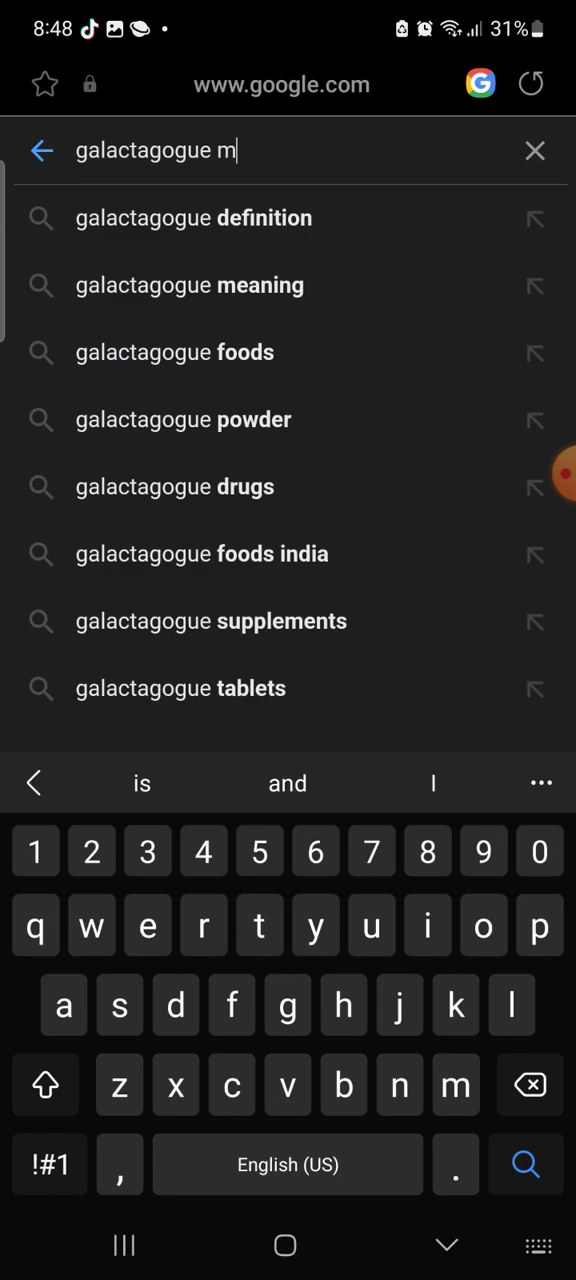 8:48 31%
www.google.com
galactagogue m
galactagogue definition
galactagogue meaning
galactagogue foods
galactagogue powder
galactagogue drugs
galactagogue foods india
galactagogue supplements
galactagogue tablets
is and I
1 2 3 4 5 6 7 8 9 0
q w e r t y u i o p
a s d f g h j k l
z x c v b n m
!#1 , English (US) .